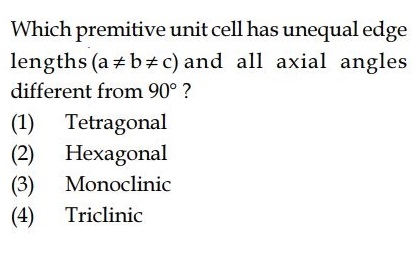 Which premitive unit cell has unequal edge
lengths (a ≠ b ≠ c) and all axial angles
different from 90° ?
(1) Tetragonal
(2) Hexagonal
(3) Monoclinic
(4) Triclinic